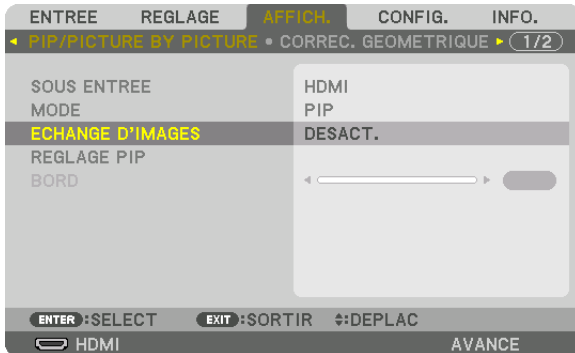 ENTREE REGLAGE AFFICH. CONFIG. INFO.
PIP/PICTURE BY PICTURE • CORREC. GEOMETRIQUE 1/2
SOUS ENTREE HDMI
MODE PIP
ECHANGE D'IMAGES DESACT.
REGLAGE PIP
BORD
ENTER :SELECT EXIT :SORTIR :DEPLAC
HDMI AVANCE